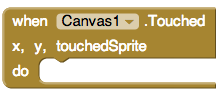 when Canvas1 .Touched
x, y, touchedSprite
do